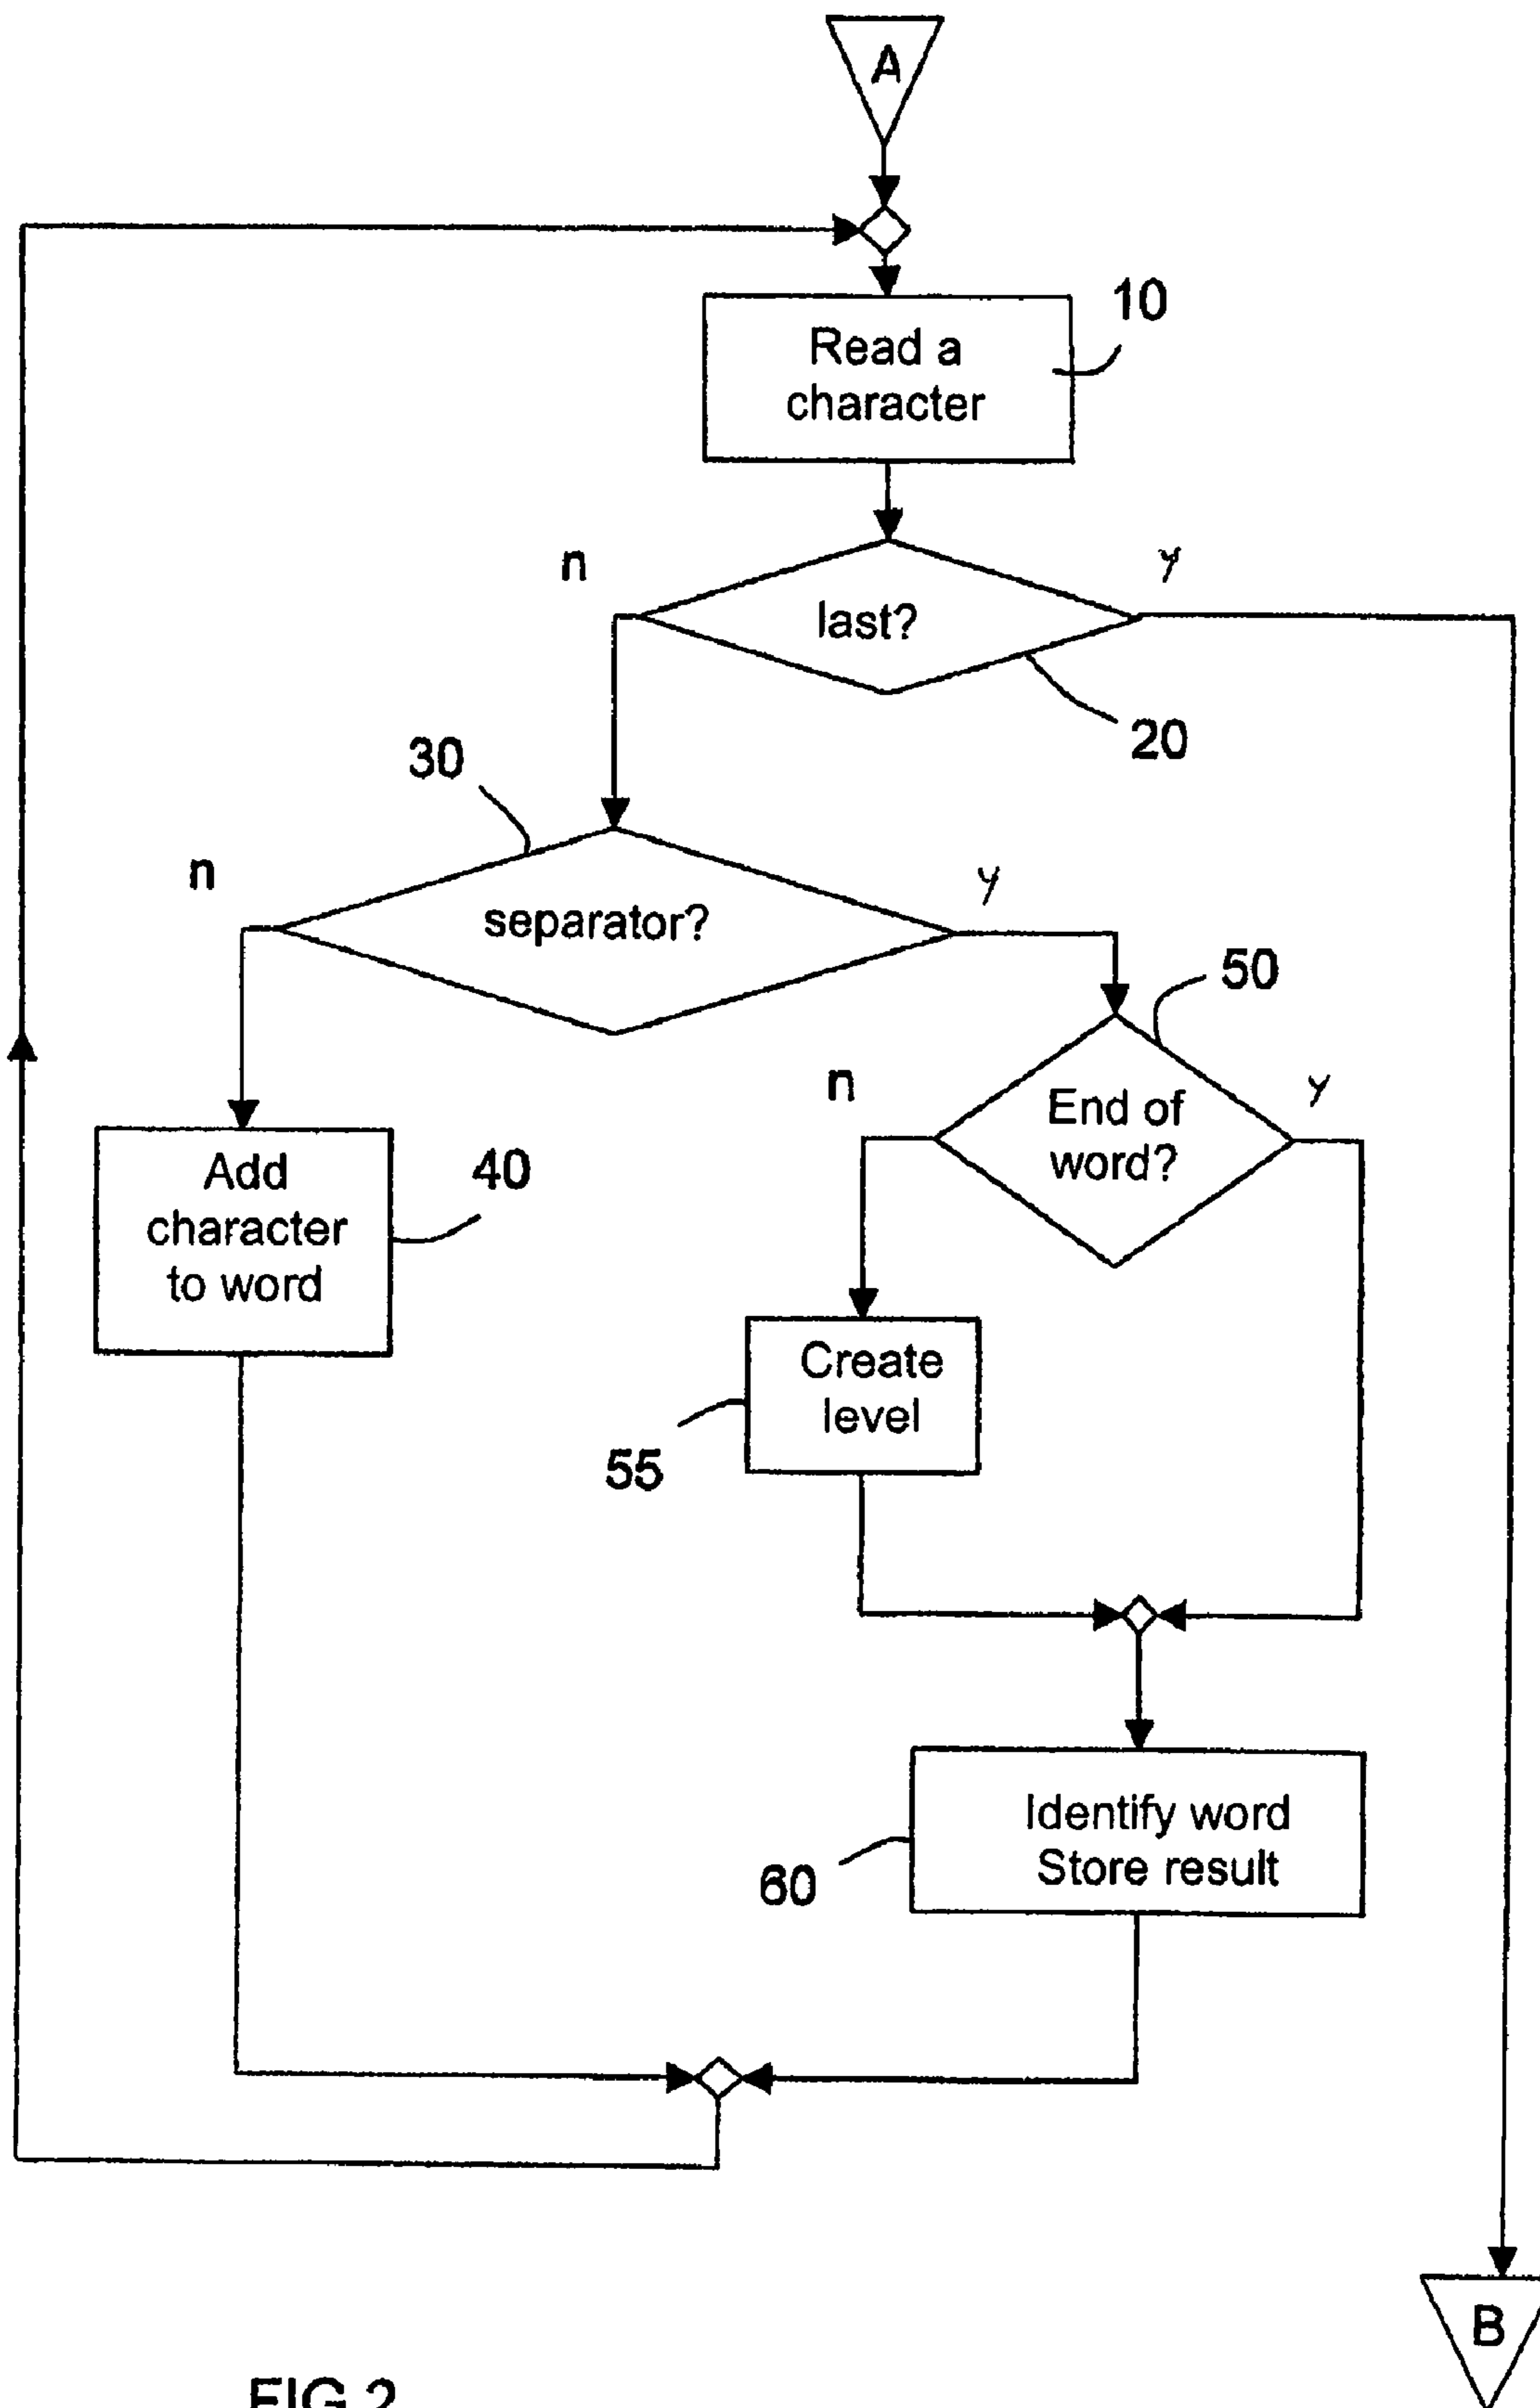 A
10
Read a
character
n
y
last?
20
30
n
y
separator?
50
n
y
End of
word?
Add
character
to word
40
Create
level
55
Identify word
Store result
60
B
FIG.2